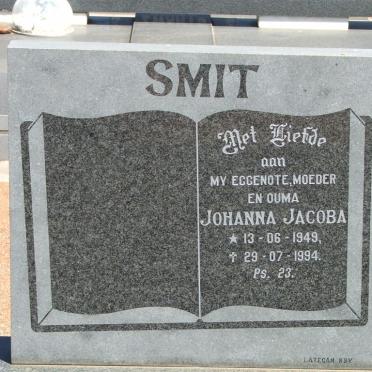 SMIT
Met Liefde
aan
MY EGGENOTE, MOEDER
EN OUMA
JOHANNA JACOBA
★ 13 - 06 - 1949,
† 29 - 07 - 1994.
Ps. 23.